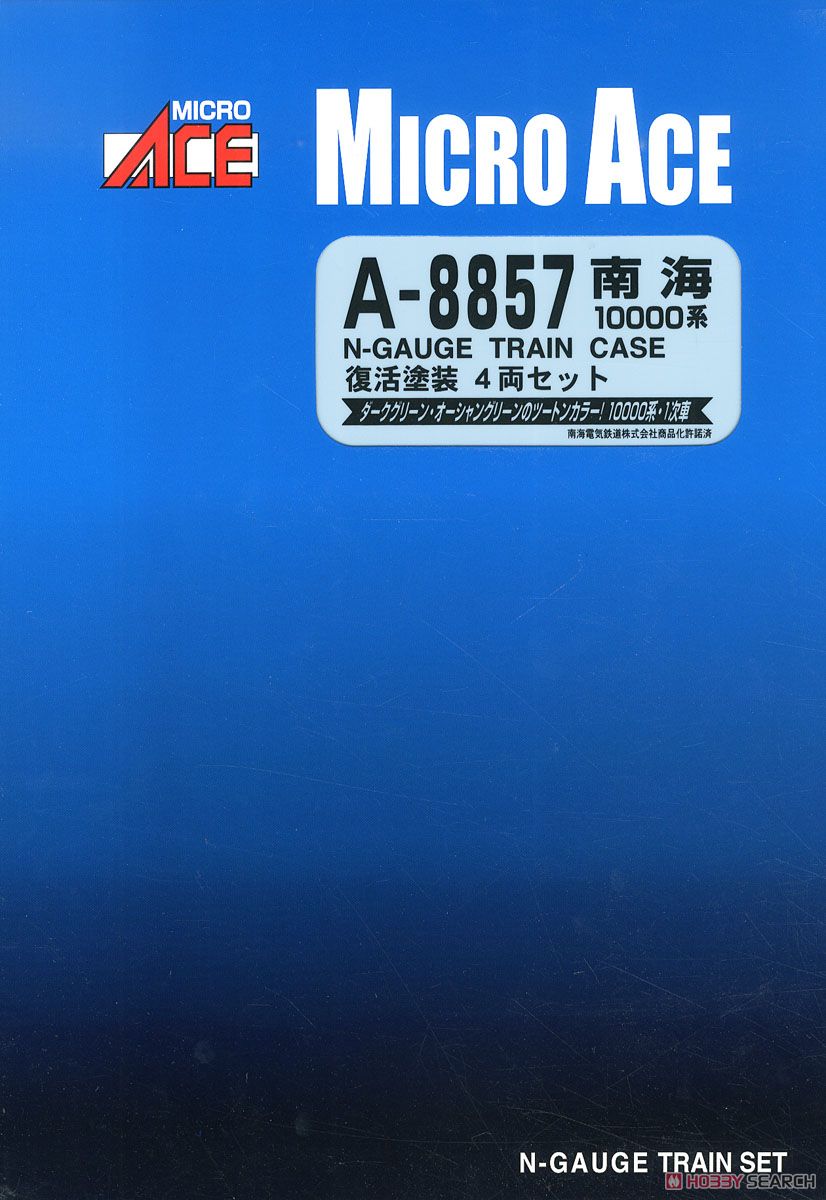 MICRO
ACE
MICRO ACE
A-8857 南海
10000系
N-GAUGE TRAIN CASE
復活塗装 4両セット
ダークグリーン・オーシャングリーンのツートンカラー!10000系・1次車
南海電気鉄道株式会社商品化許諾済
N-GAUGE TRAIN SET
HOBBY SEARCH